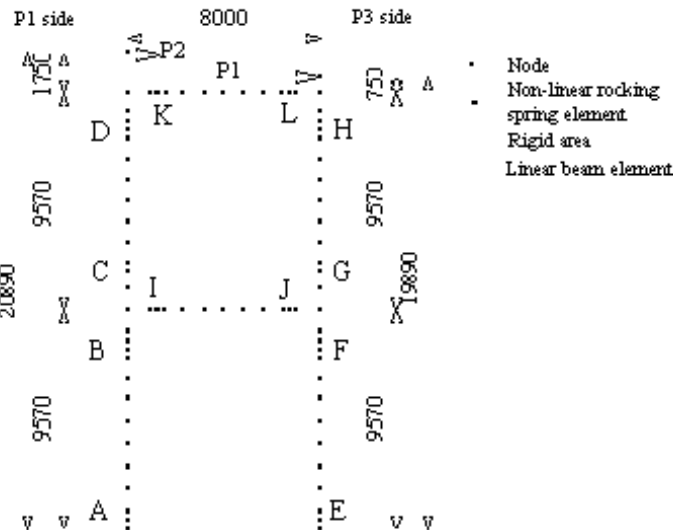 P1 side
8000
P3 side
P2
P1
1750
750
K
L
D
H
Node
Non-linear rocking
spring element
Rigid area
Linear beam element
9570
9570
C
G
I
J
20890
19890
B
F
9570
9570
A
E